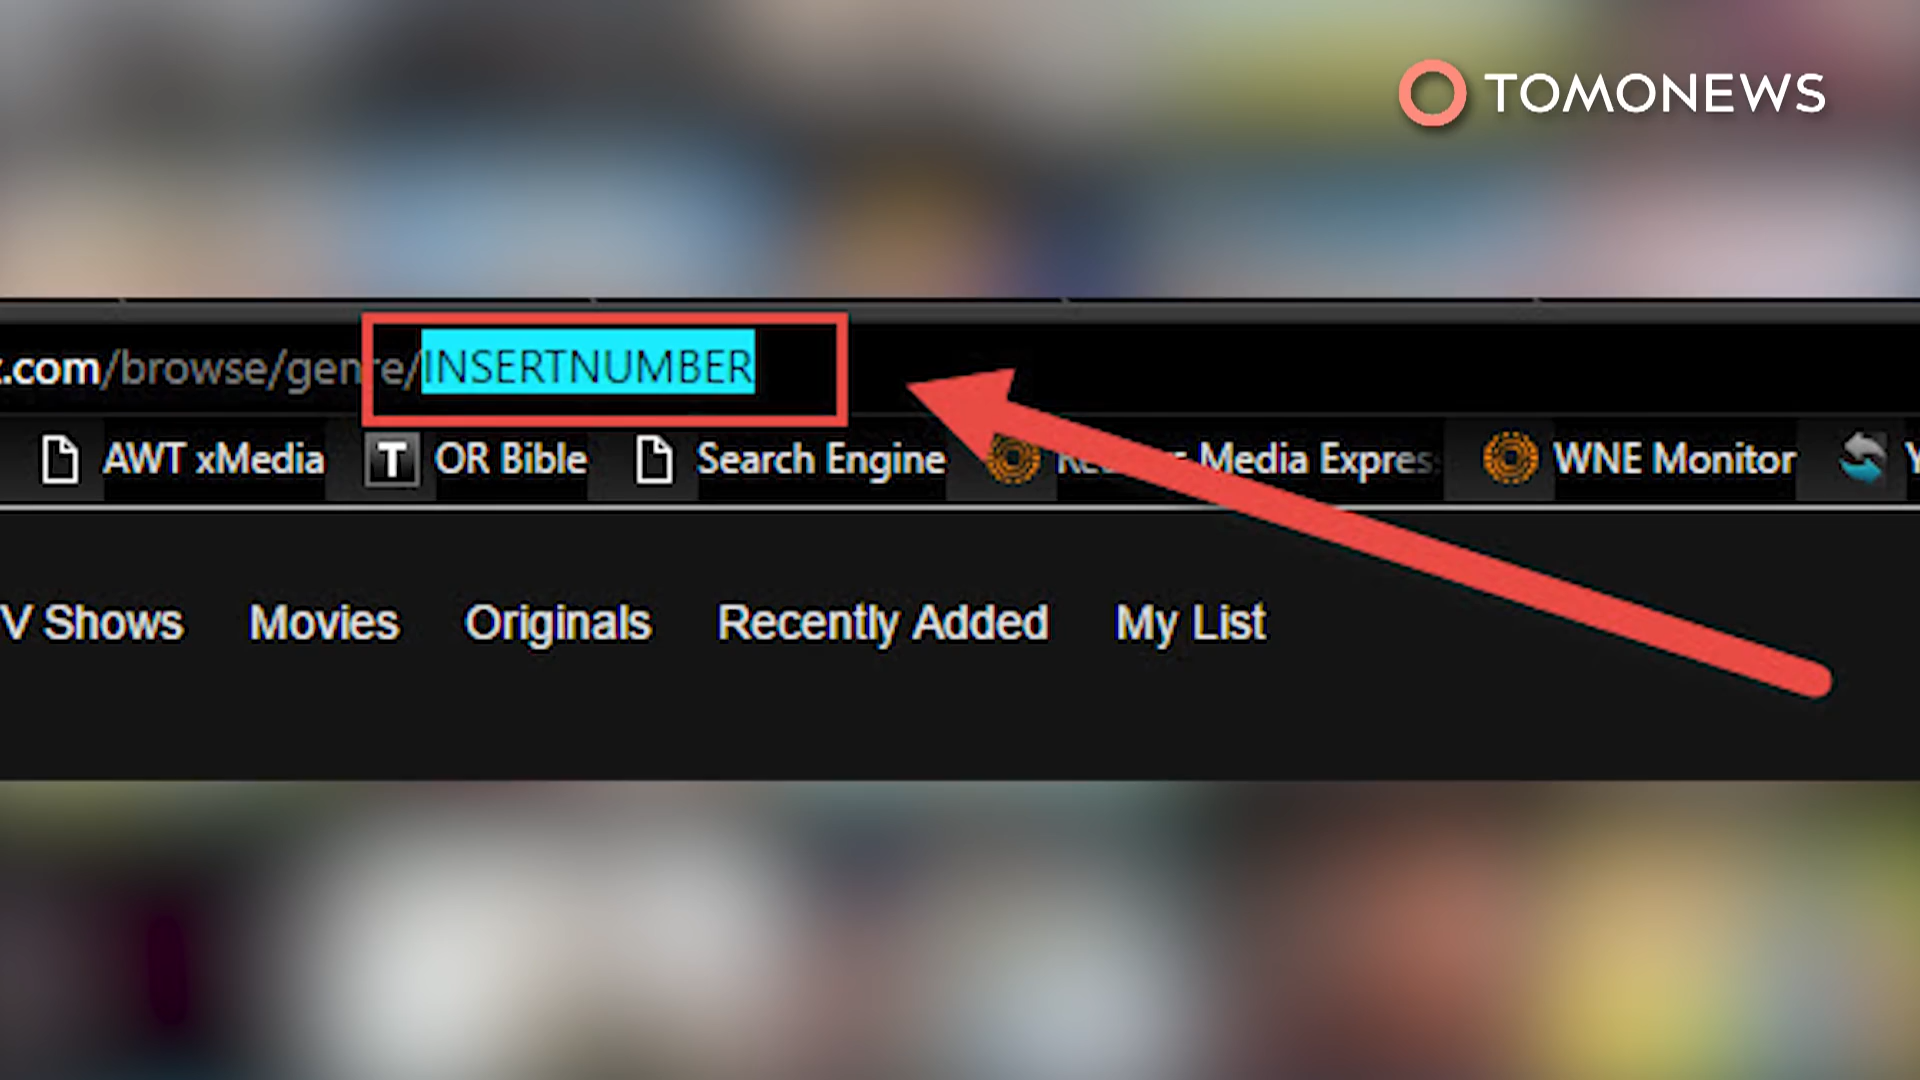 TOMONEWS
.com/browse/genre/INSERTNUMBER
AWT xMedia OR Bible Search Engine Media Expres WNE Monitor
V Shows Movies Originals Recently Added My List